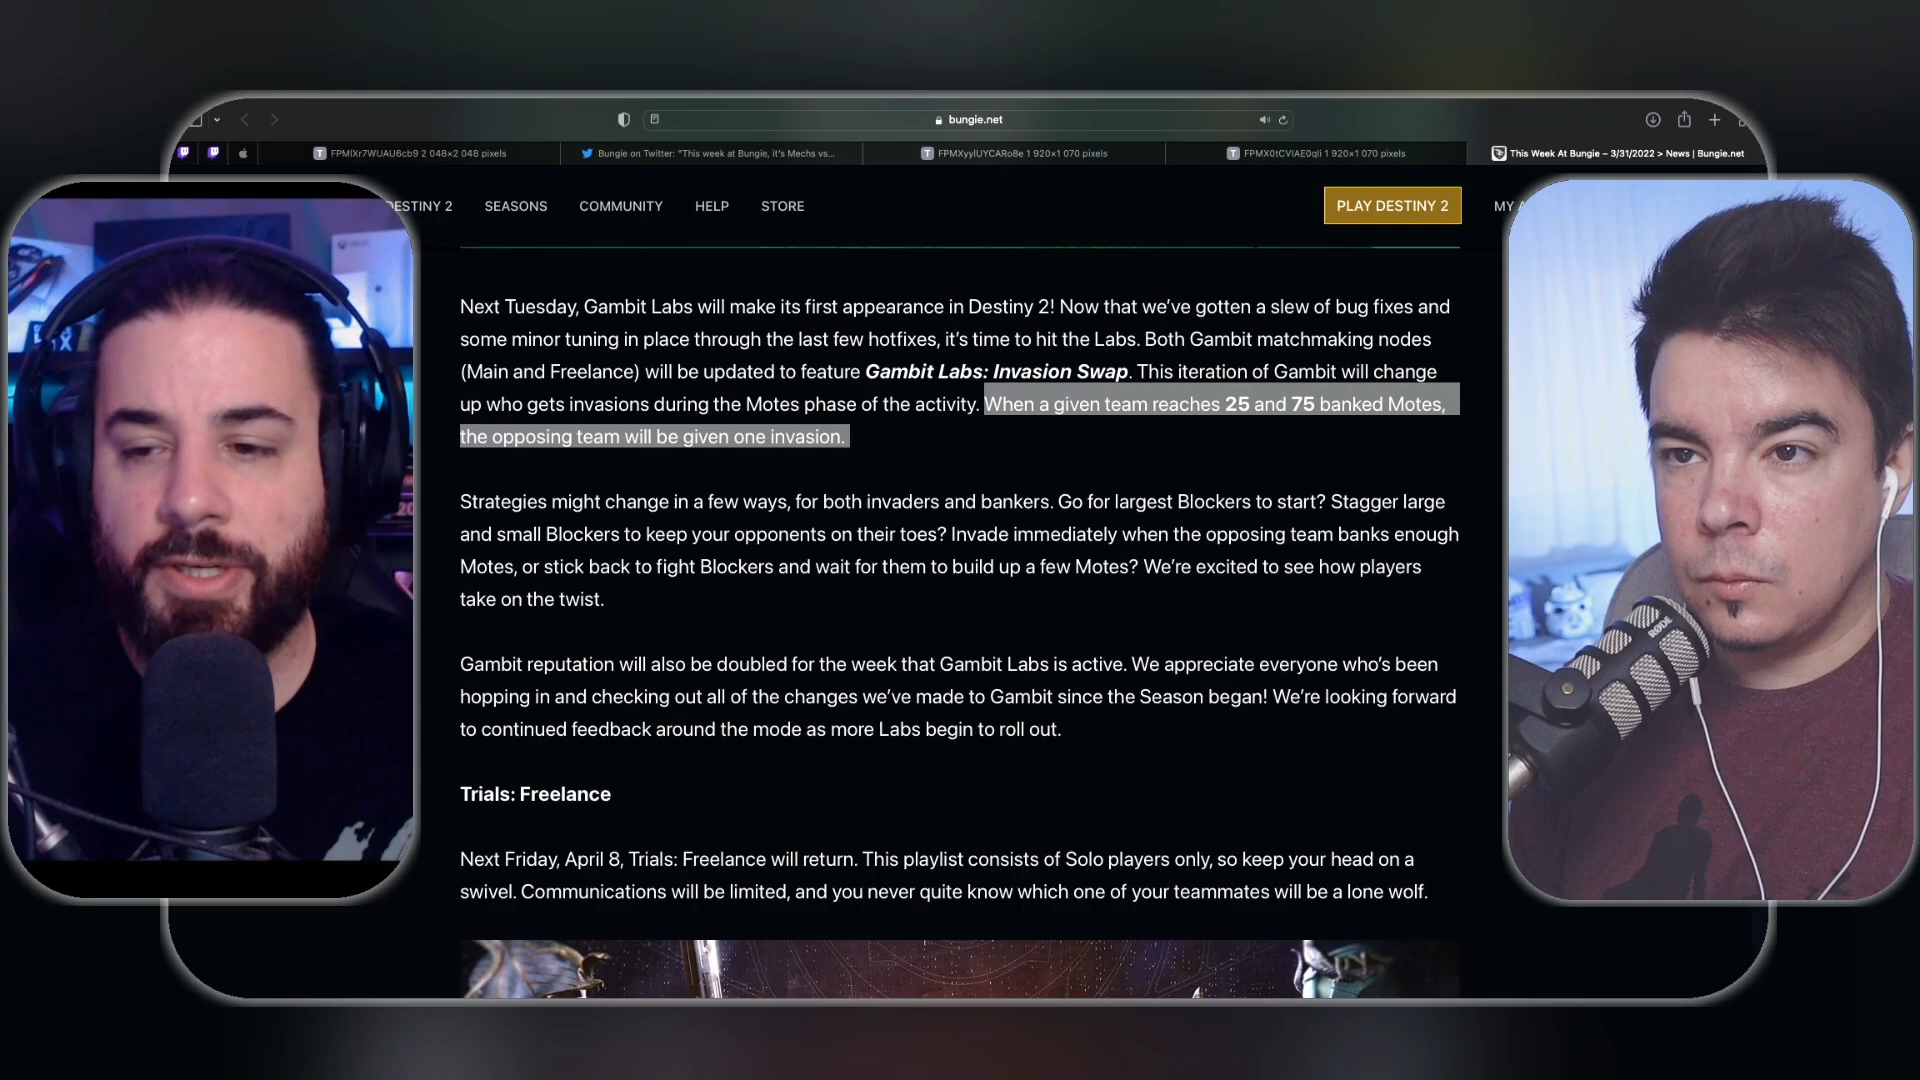 bungie.net
FPMIXr7WUAU6cb9 2 048×2 048 pixels
Bungie on Twitter: "This week at Bungie, it's Mechs vs...
FPMXyyIUYCARo8e 1 920×1 070 pixels
FPMX0tCVIAE0qli 1 920×1 070 pixels
This Week At Bungie – 3/31/2022 > News | Bungie.net
DESTINY 2 SEASONS COMMUNITY HELP STORE
PLAY DESTINY 2
MY
XBOX
Next Tuesday, Gambit Labs will make its first appearance in Destiny 2! Now that we've gotten a slew of bug fixes and
some minor tuning in place through the last few hotfixes, it's time to hit the Labs. Both Gambit matchmaking nodes
(Main and Freelance) will be updated to feature Gambit Labs: Invasion Swap. This iteration of Gambit will change
up who gets invasions during the Motes phase of the activity. When a given team reaches 25 and 75 banked Motes,
the opposing team will be given one invasion.
Strategies might change in a few ways, for both invaders and bankers. Go for largest Blockers to start? Stagger large
and small Blockers to keep your opponents on their toes? Invade immediately when the opposing team banks enough
Motes, or stick back to fight Blockers and wait for them to build up a few Motes? We're excited to see how players
take on the twist.
Gambit reputation will also be doubled for the week that Gambit Labs is active. We appreciate everyone who's been
hopping in and checking out all of the changes we've made to Gambit since the Season began! We're looking forward
to continued feedback around the mode as more Labs begin to roll out.
Trials: Freelance
Next Friday, April 8, Trials: Freelance will return. This playlist consists of Solo players only, so keep your head on a
swivel. Communications will be limited, and you never quite know which one of your teammates will be a lone wolf.
RØDE